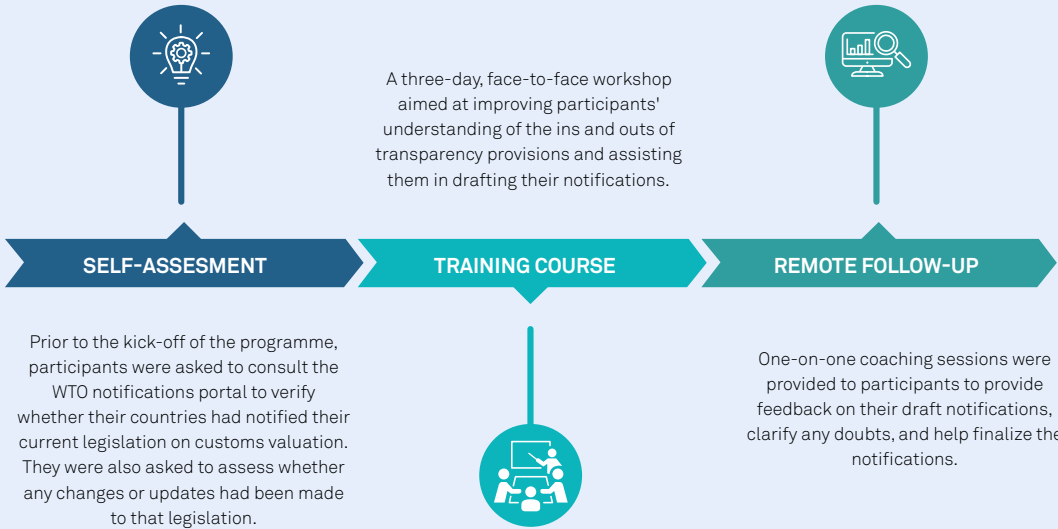 A three-day, face-to-face workshop
aimed at improving participants'
understanding of the ins and outs of
transparency provisions and assisting
them in drafting their notifications.
SELF-ASSESMENT
TRAINING COURSE
REMOTE FOLLOW-UP
Prior to the kick-off of the programme,
participants were asked to consult the
WTO notifications portal to verify
whether their countries had notified their
current legislation on customs valuation.
They were also asked to assess whether
any changes or updates had been made
to that legislation.
One-on-one coaching sessions were
provided to participants to provide
feedback on their draft notifications,
clarify any doubts, and help finalize the
notifications.